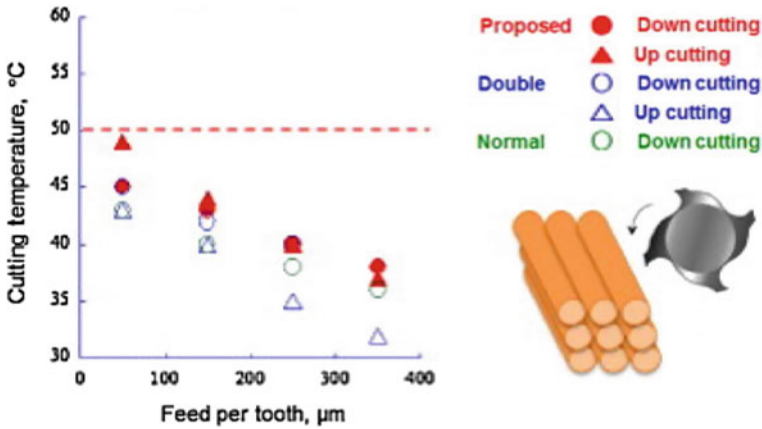 60
55
50
45
40
35
30
0 100 200 300 400
Cutting temperature, °C
Feed per tooth, μm
Proposed Down cutting
Up cutting
Double Down cutting
Up cutting
Normal Down cutting